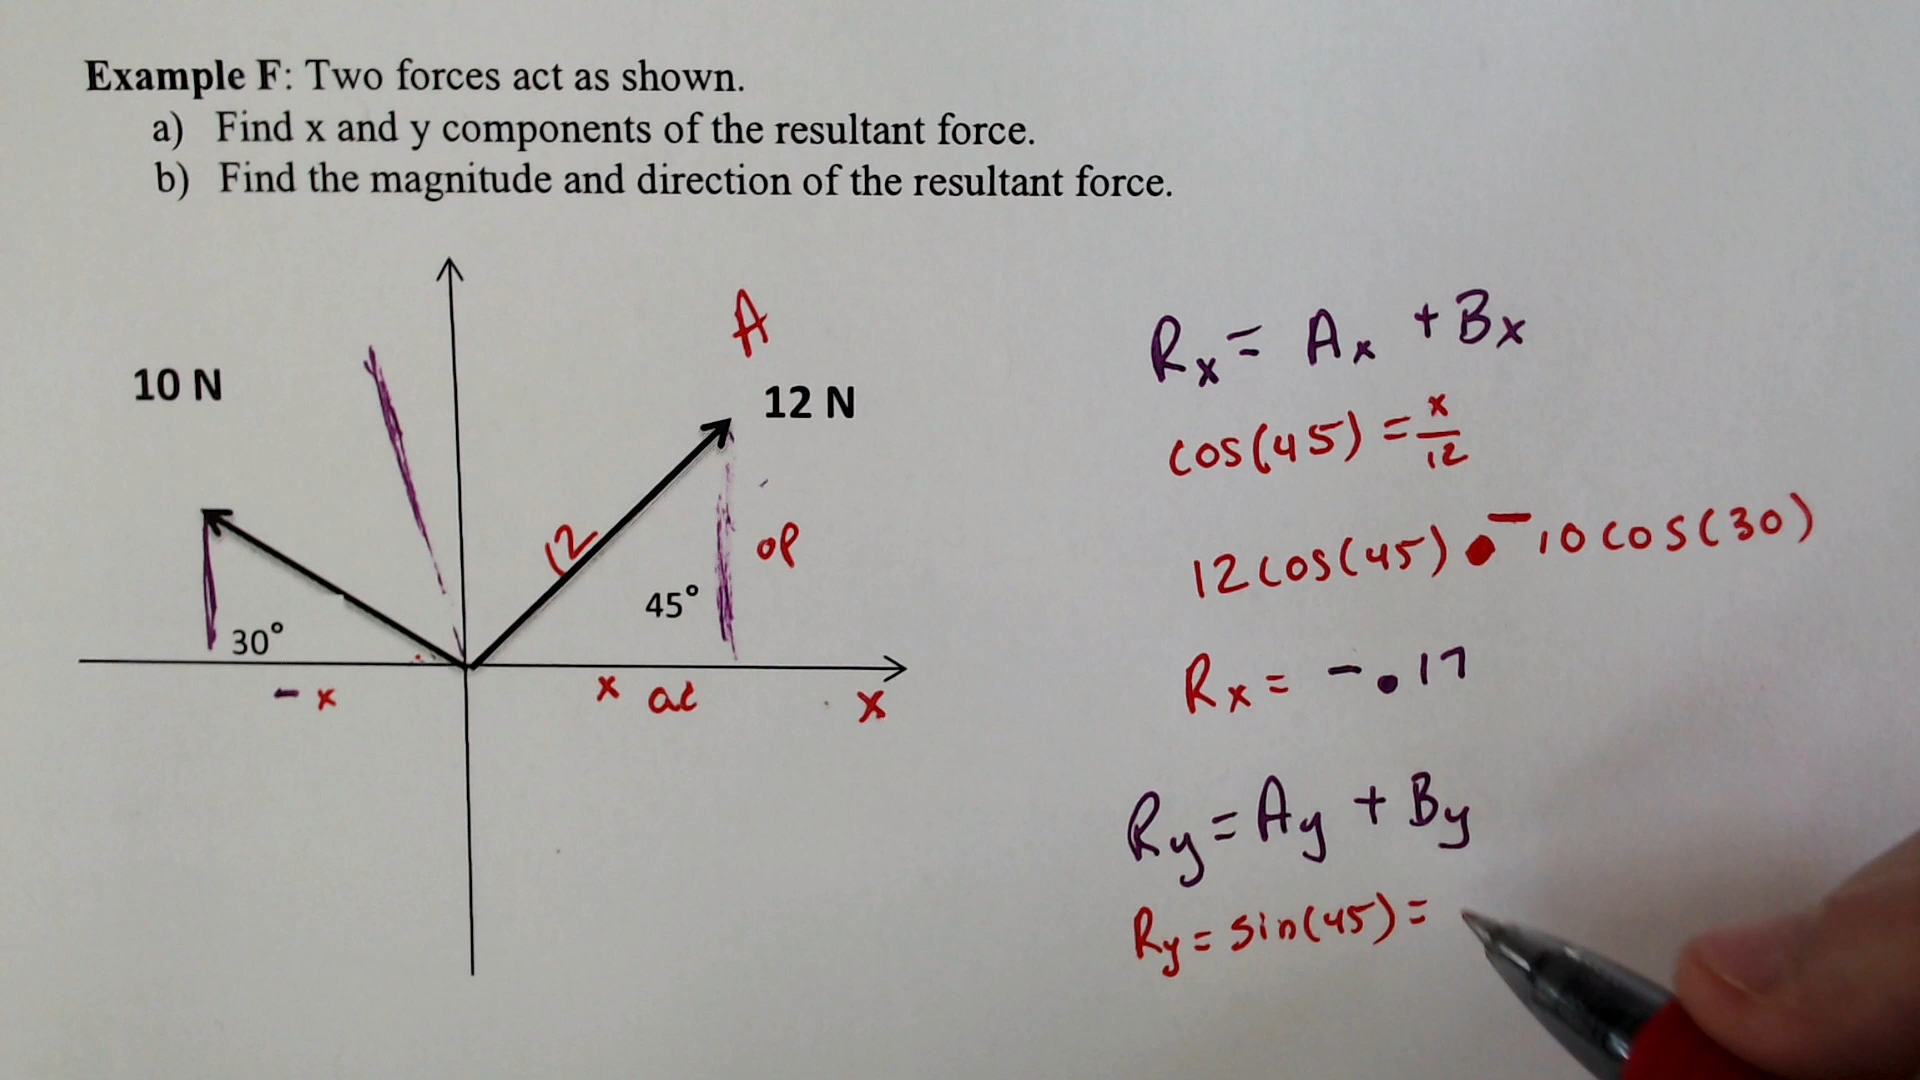 Example F: Two forces act as shown.
a) Find x and y components of the resultant force.
b) Find the magnitude and direction of the resultant force.
A
10 N
12 N
12
op
45°
30°
- x
x ad
x
Rx = Ax + Bx
cos(45) = x/12
12cos(45) • -10cos(30)
Rx = -.17
Ry = Ay + By
Ry = sin(45) =